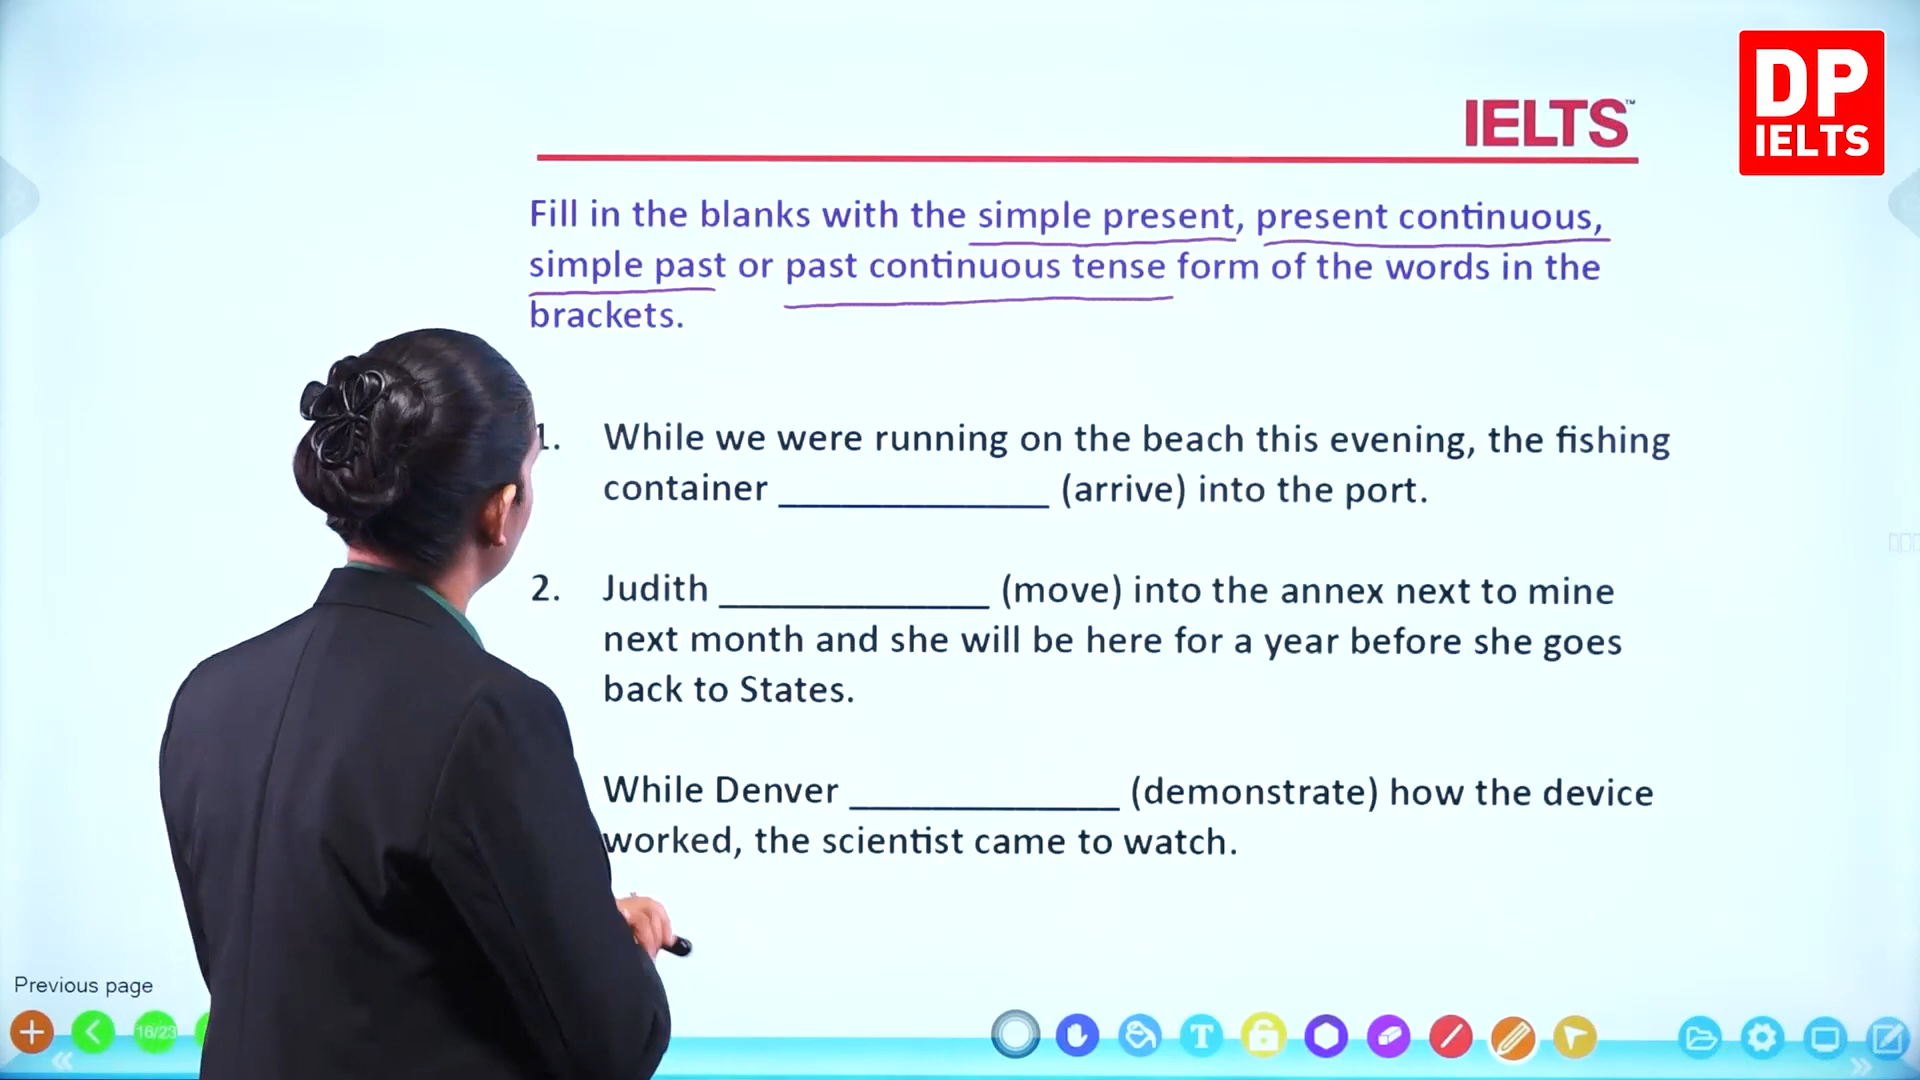 DP
IELTS
IELTS™
Fill in the blanks with the simple present, present continuous,
simple past or past continuous tense form of the words in the
brackets.
1. While we were running on the beach this evening, the fishing
container ______________ (arrive) into the port.
2. Judith ______________ (move) into the annex next to mine
next month and she will be here for a year before she goes
back to States.
While Denver ______________ (demonstrate) how the device
worked, the scientist came to watch.
Previous page
16/23
T